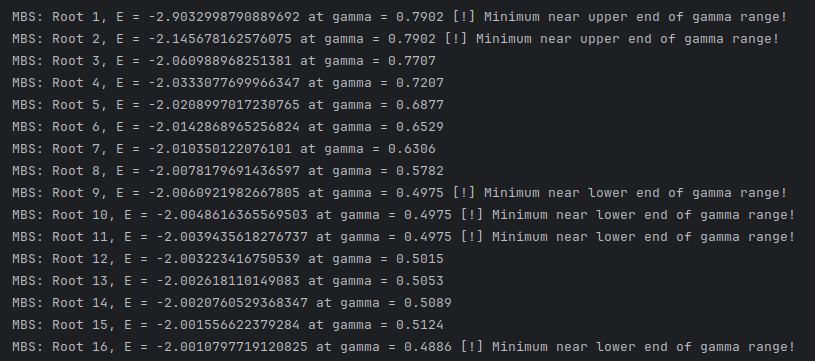 MBS: Root 1, E = -2.9032998790889692 at gamma = 0.7902 [!] Minimum near upper end of gamma range!
MBS: Root 2, E = -2.145678162576075 at gamma = 0.7902 [!] Minimum near upper end of gamma range!
MBS: Root 3, E = -2.060988968251381 at gamma = 0.7707
MBS: Root 4, E = -2.0333077699966347 at gamma = 0.7207
MBS: Root 5, E = -2.0208997017230765 at gamma = 0.6877
MBS: Root 6, E = -2.0142868965256824 at gamma = 0.6529
MBS: Root 7, E = -2.010350122076101 at gamma = 0.6306
MBS: Root 8, E = -2.0078179691436597 at gamma = 0.5782
MBS: Root 9, E = -2.0060921982667805 at gamma = 0.4975 [!] Minimum near lower end of gamma range!
MBS: Root 10, E = -2.0048616365569503 at gamma = 0.4975 [!] Minimum near lower end of gamma range!
MBS: Root 11, E = -2.0039435618276737 at gamma = 0.4975 [!] Minimum near lower end of gamma range!
MBS: Root 12, E = -2.003223416750539 at gamma = 0.5015
MBS: Root 13, E = -2.002618110149083 at gamma = 0.5053
MBS: Root 14, E = -2.0020760529368347 at gamma = 0.5089
MBS: Root 15, E = -2.001556622379284 at gamma = 0.5124
MBS: Root 16, E = -2.0010797719120825 at gamma = 0.4886 [!] Minimum near lower end of gamma range!